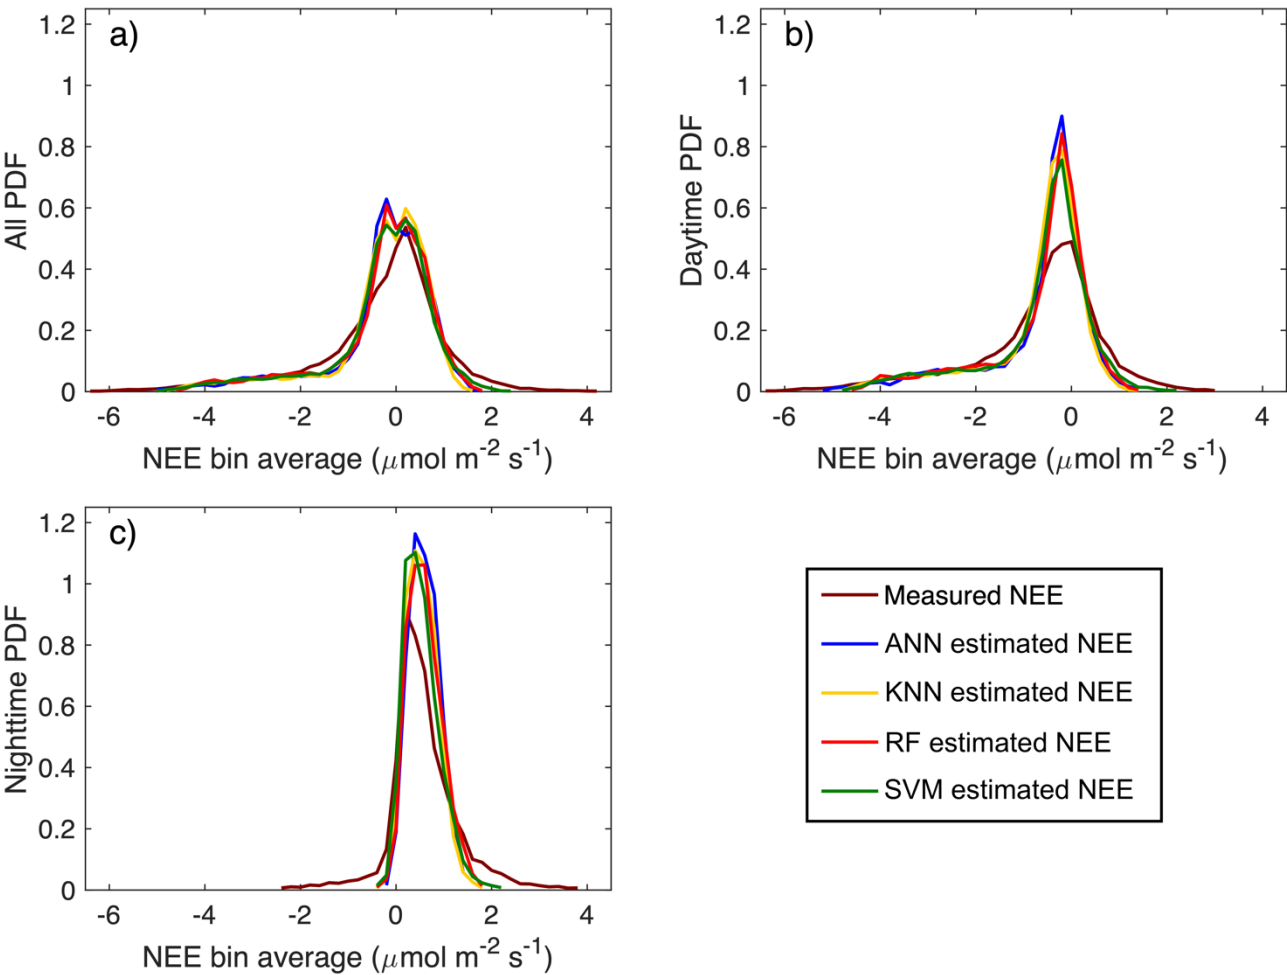 a)
1.2
1
0.8
0.6
0.4
0.2
0
All PDF
-6
-4
-2
0
2
4
NEE bin average (μmol m⁻² s⁻¹)
b)
1.2
1
0.8
0.6
0.4
0.2
0
Daytime PDF
-6
-4
-2
0
2
4
NEE bin average (μmol m⁻² s⁻¹)
c)
1.2
1
0.8
0.6
0.4
0.2
0
Nighttime PDF
-6
-4
-2
0
2
4
NEE bin average (μmol m⁻² s⁻¹)
Measured NEE
ANN estimated NEE
KNN estimated NEE
RF estimated NEE
SVM estimated NEE